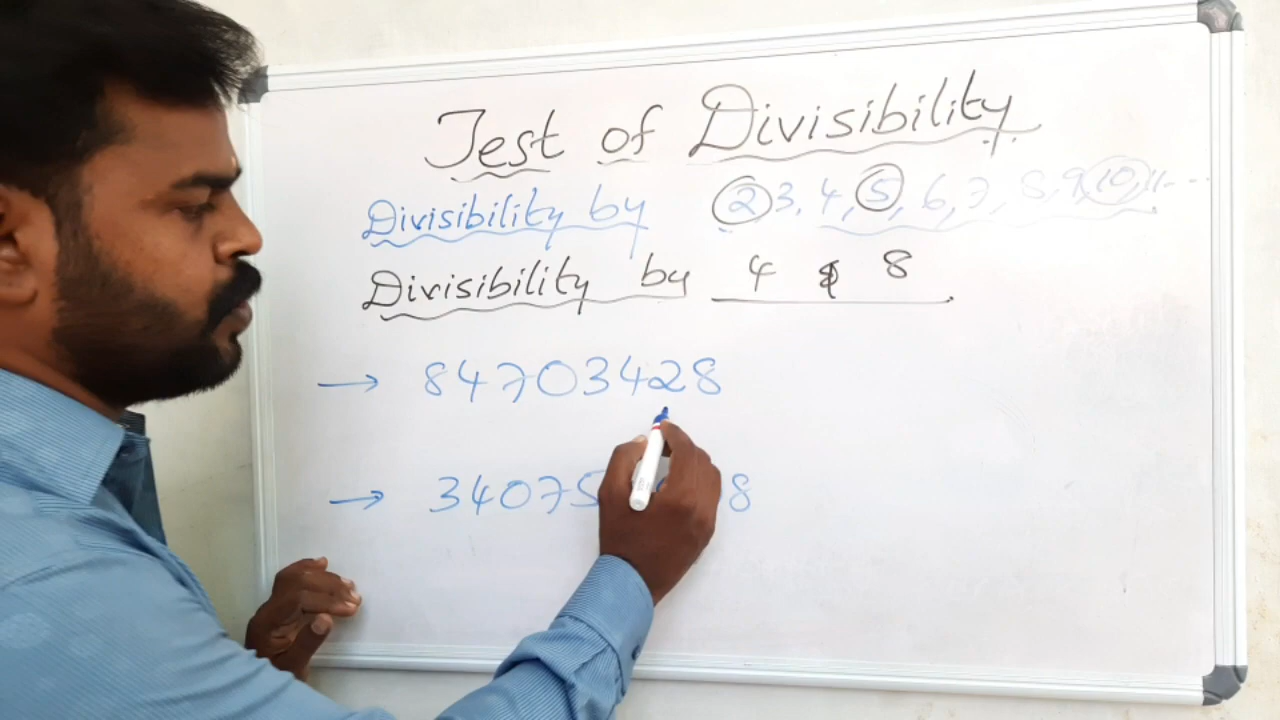 Test of Divisibility
Divisibility by 2 3, 4, 5, 6, 7, 8, 9, 10, 11---
Divisibility by 4 & 8
→ 84703428
→ 34075 8